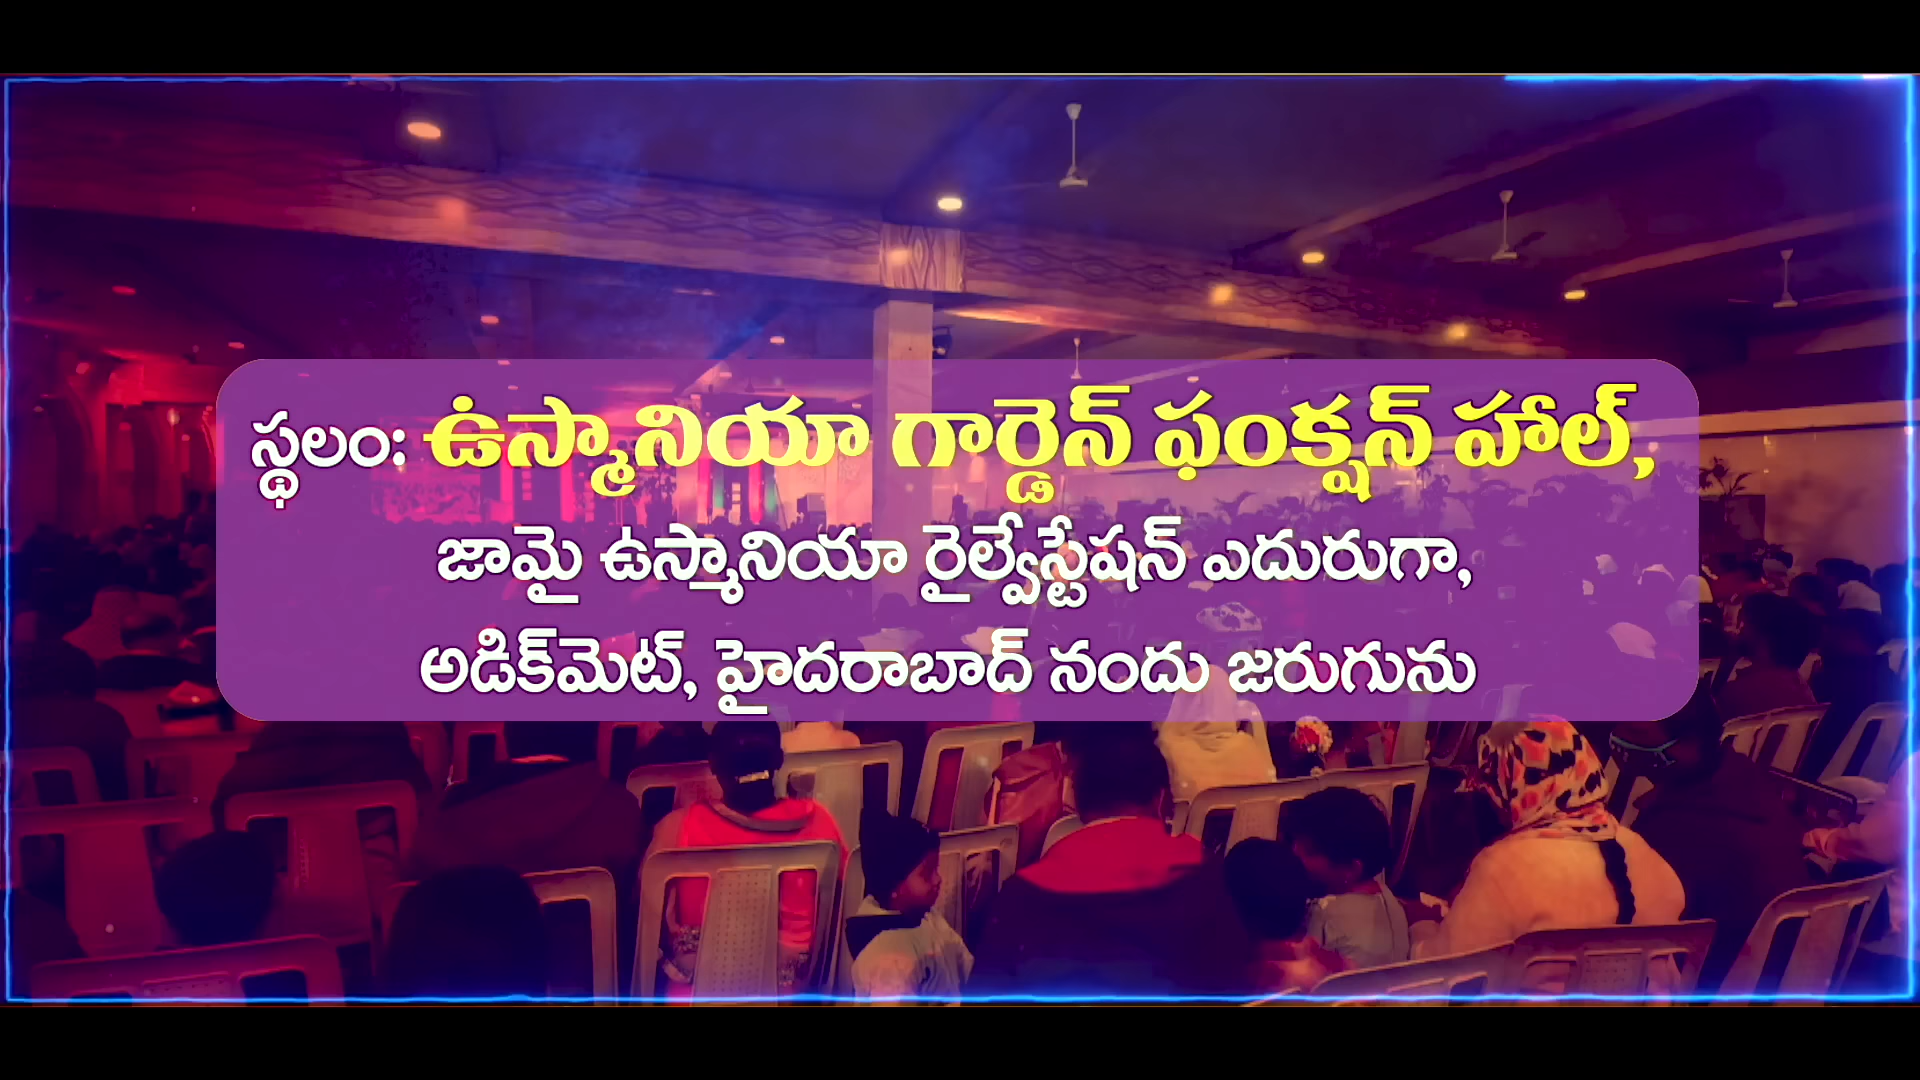 స్థలం: ఉస్మానియా గార్డెన్ ఫంక్షన్ హాల్,
జామై ఉస్మానియా రైల్వేస్టేషన్ ఎదురుగా,
అడిక్‌మెట్, హైదరాబాద్ నందు జరుగును